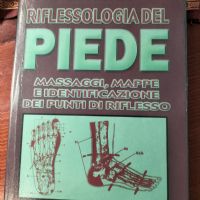 RIFLESSOLOGIA DEL
PIEDE
MASSAGGI, MAPPE
E IDENTIFICAZIONE
DEI PUNTI DI RIFLESSO